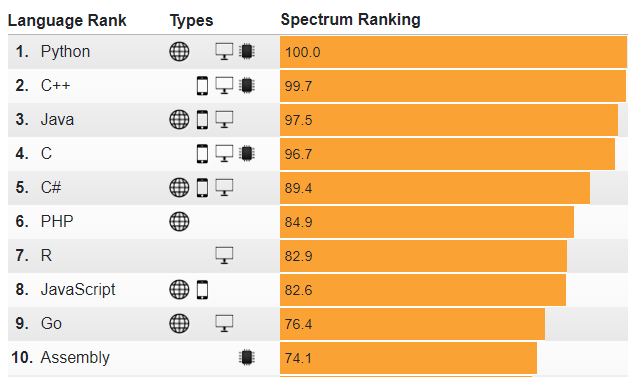 Language Rank Types Spectrum Ranking
1. Python 100.0
2. C++ 99.7
3. Java 97.5
4. C 96.7
5. C# 89.4
6. PHP 84.9
7. R 82.9
8. JavaScript 82.6
9. Go 76.4
10. Assembly 74.1